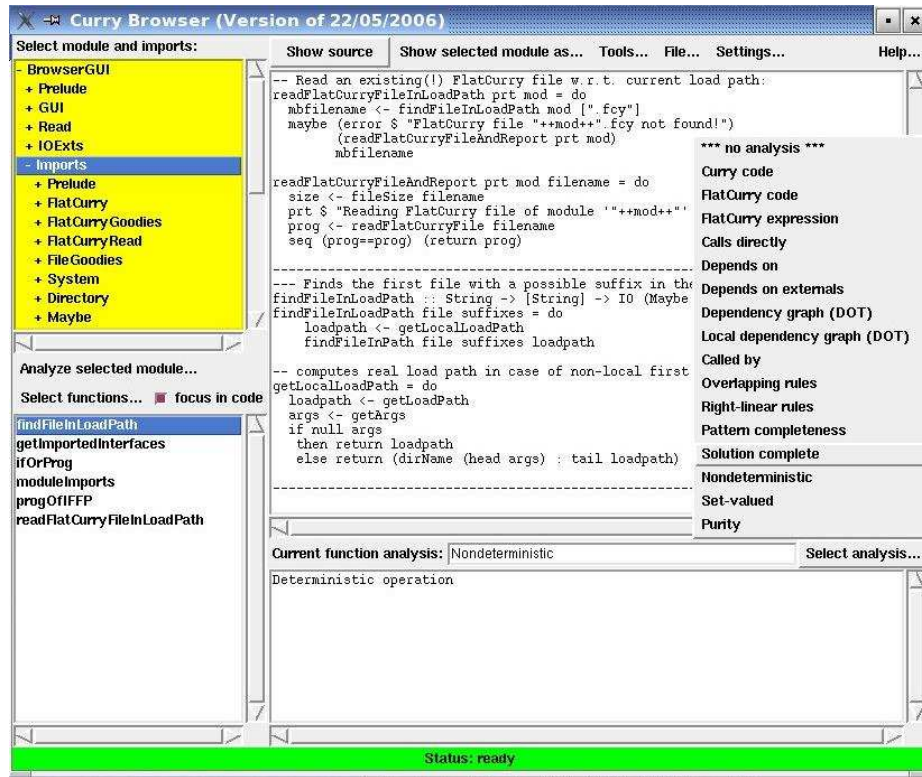 Curry Browser (Version of 22/05/2006)
Select module and imports:
Show source Show selected module as... Tools... File... Settings... Help...
- BrowserGUI
+ Prelude
+ GUI
+ Read
+ IOExts
- Imports
+ Prelude
+ FlatCurry
+ FlatCurryGoodies
+ FlatCurryRead
+ FileGoodies
+ System
+ Directory
+ Maybe
Analyze selected module...
Select functions... focus in code
findFileInLoadPath
getImportedInterfaces
ifOrProg
moduleImports
progOfIFFP
readFlatCurryFileInLoadPath
-- Read an existing(!) FlatCurry file w.r.t. current load path:
readFlatCurryFileInLoadPath prt mod = do
mbfilename <- findFileInLoadPath mod [".fcy"]
maybe (error $ "FlatCurry file "++mod++".fcy not found!")
(readFlatCurryFileAndReport prt mod)
mbfilename
readFlatCurryFileAndReport prt mod filename = do
size <- fileSize filename
prt $ "Reading FlatCurry file of module '"++mod++"'
prog <- readFlatCurryFile filename
seq (prog==prog) (return prog)
--- Finds the first file with a possible suffix in the
findFileInLoadPath :: String -> [String] -> IO (Maybe
findFileInLoadPath file suffixes = do
loadpath <- getLocalLoadPath
findFileInPath file suffixes loadpath
-- computes real load path in case of non-local first
getLocalLoadPath = do
loadpath <- getLoadPath
args <- getArgs
if null args
then return loadpath
else return (dirName (head args) : tail loadpath)
*** no analysis ***
Curry code
FlatCurry code
FlatCurry expression
Calls directly
Depends on
Depends on externals
Dependency graph (DOT)
Local dependency graph (DOT)
Called by
Overlapping rules
Right-linear rules
Pattern completeness
Solution complete
Nondeterministic
Set-valued
Purity
Current function analysis: Nondeterministic Select analysis...
Deterministic operation
Status: ready